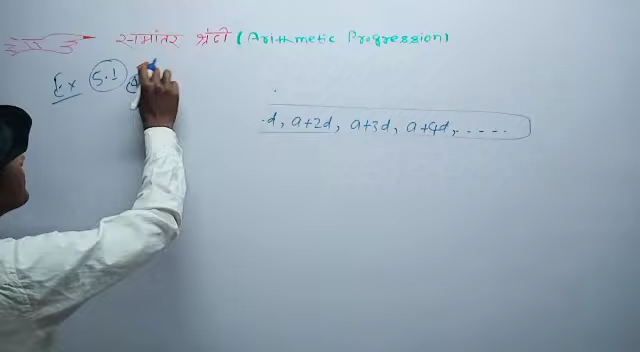 समांतर श्रेढी (Arithmetic Progression)
Ex 5.1
.d, a+2d, a+3d, a+4d, .....